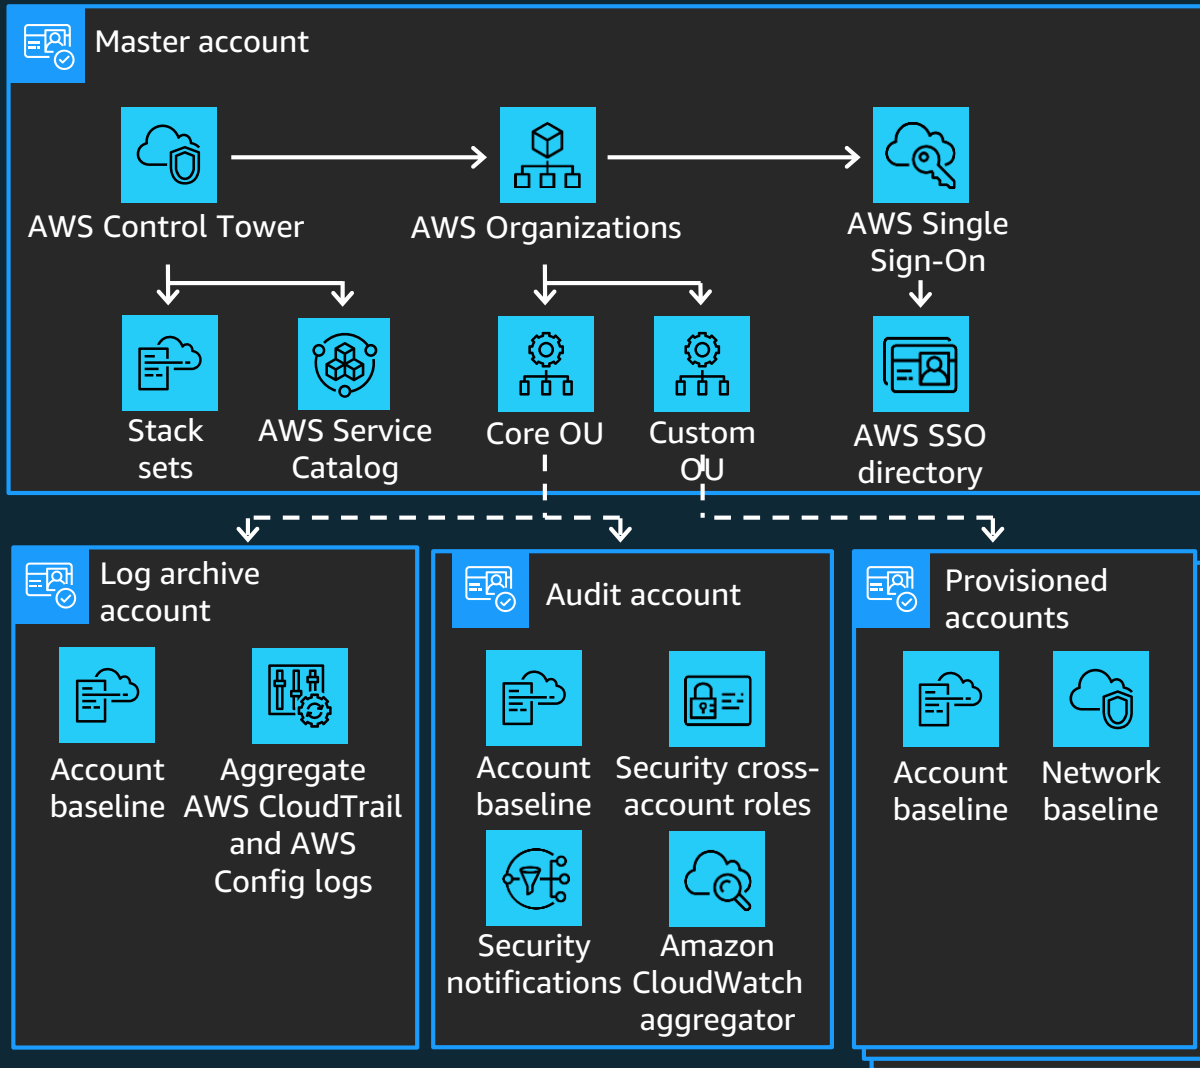 Master account
AWS Control Tower
AWS Organizations
AWS Single
Sign-On
Stack
sets
AWS Service
Catalog
Core OU
Custom
OU
AWS SSO
directory
Log archive
account
Account
baseline
Aggregate
AWS CloudTrail
and AWS
Config logs
Audit account
Account
baseline
Security cross-
account roles
Security
notifications
Amazon
CloudWatch
aggregator
Provisioned
accounts
Account
baseline
Network
baseline